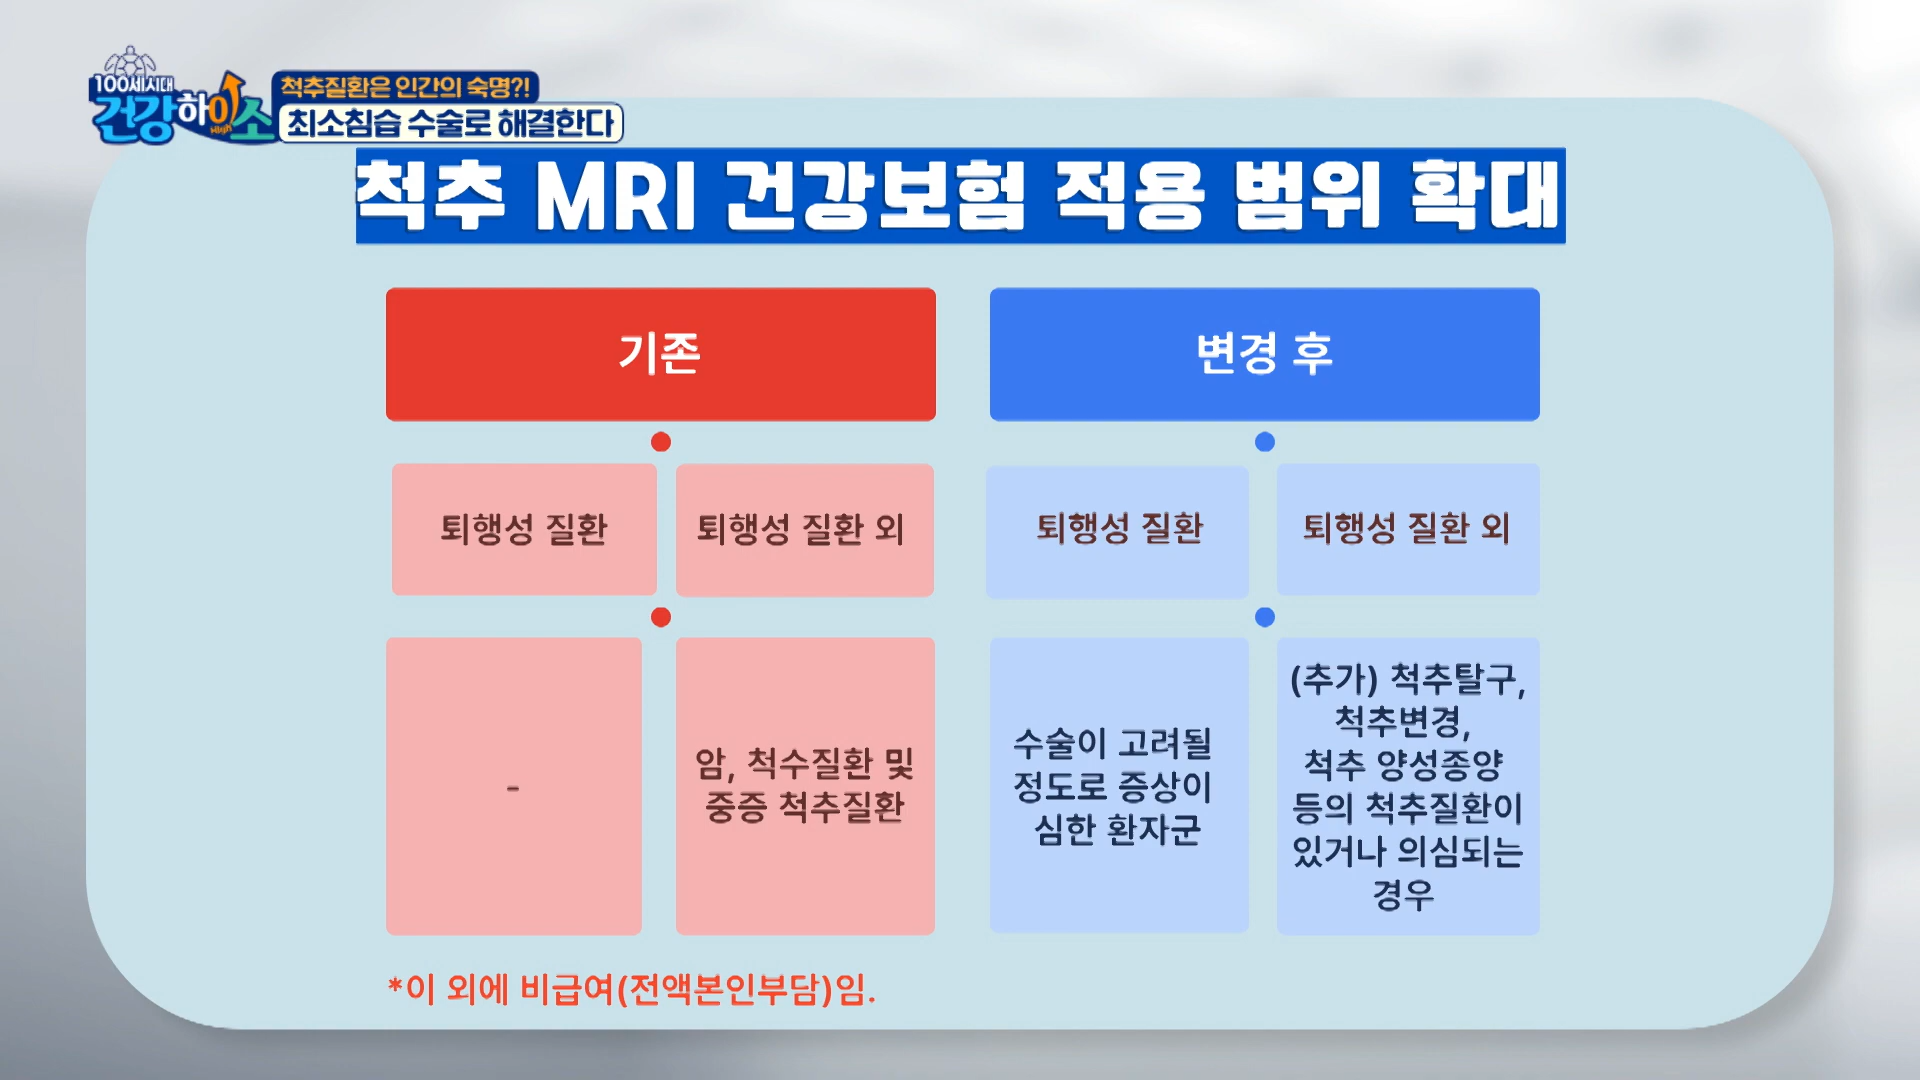 100세시대
건강하이소
High
척추질환은 인간의 숙명?!
최소침습 수술로 해결한다
척추 MRI 건강보험 적용 범위 확대
기존
변경 후
퇴행성 질환
퇴행성 질환 외
퇴행성 질환
퇴행성 질환 외
-
암, 척수질환 및
중증 척추질환
수술이 고려될
정도로 증상이
심한 환자군
(추가) 척추탈구,
척추변경,
척추 양성종양
등의 척추질환이
있거나 의심되는
경우
*이 외에 비급여(전액본인부담)임.